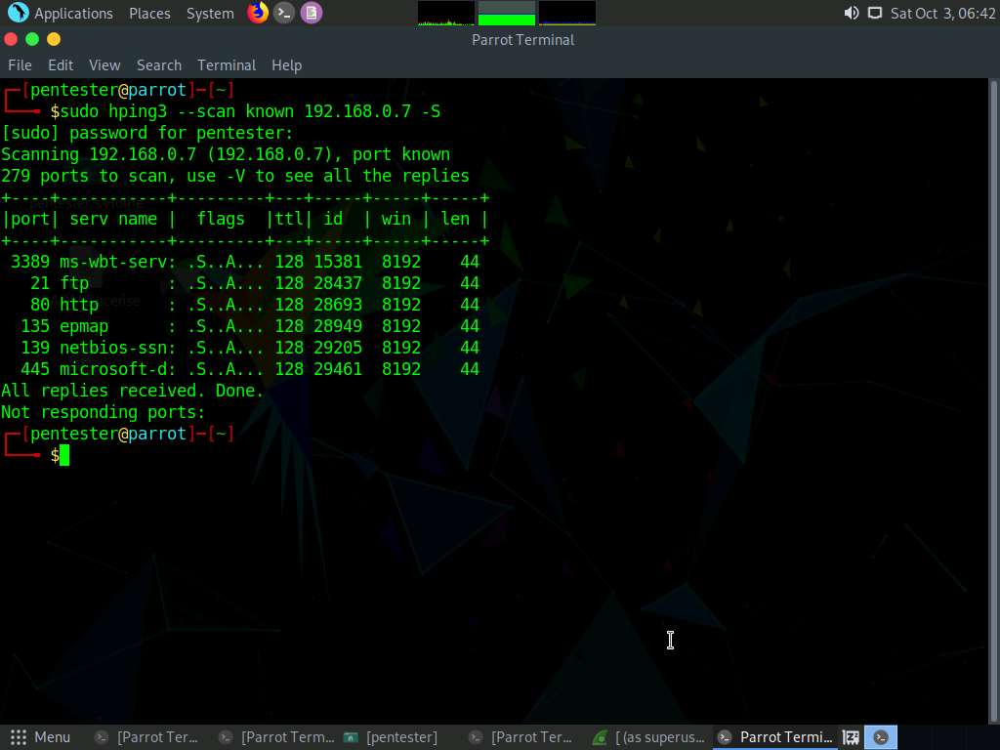 Applications Places System Sat Oct 3, 06:42
Parrot Terminal
File Edit View Search Terminal Help
┌─[pentester@parrot]─[~]
└──╼ $sudo hping3 --scan known 192.168.0.7 -S
[sudo] password for pentester:
Scanning 192.168.0.7 (192.168.0.7), port known
279 ports to scan, use -V to see all the replies
+----+-----------+---------+---+-----+-----+-----+
|port| serv name |  flags  |ttl| id  | win | len |
+----+-----------+---------+---+-----+-----+-----+
 3389 ms-wbt-serv: .S..A... 128 15381  8192    44
   21 ftp        : .S..A... 128 28437  8192    44
   80 http       : .S..A... 128 28693  8192    44
  135 epmap      : .S..A... 128 28949  8192    44
  139 netbios-ssn: .S..A... 128 29205  8192    44
  445 microsoft-d: .S..A... 128 29461  8192    44
All replies received. Done.
Not responding ports:
┌─[pentester@parrot]─[~]
└──╼ $
Menu [Parrot Ter... [Parrot Term... [pentester] [Parrot Ter... [ (as superus... Parrot Termi...